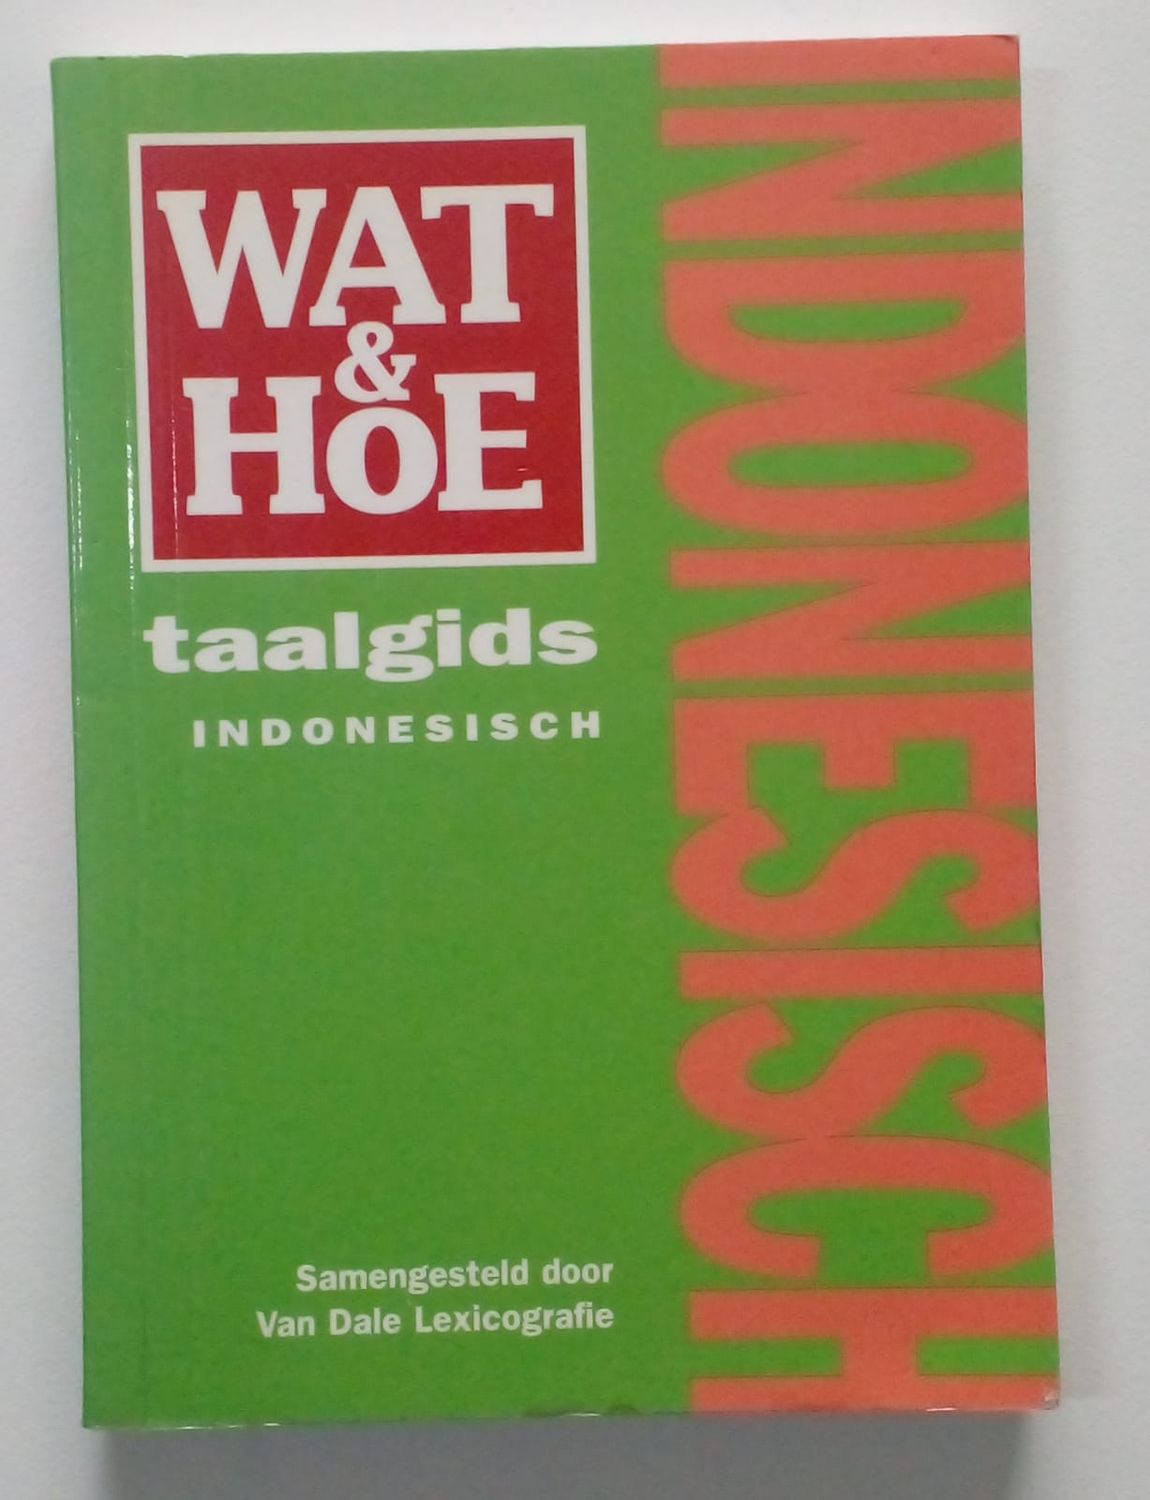 WAT
&
HOE
taalgids
INDONESISCH
Samengesteld door
Van Dale Lexicografie
INDONESISCH